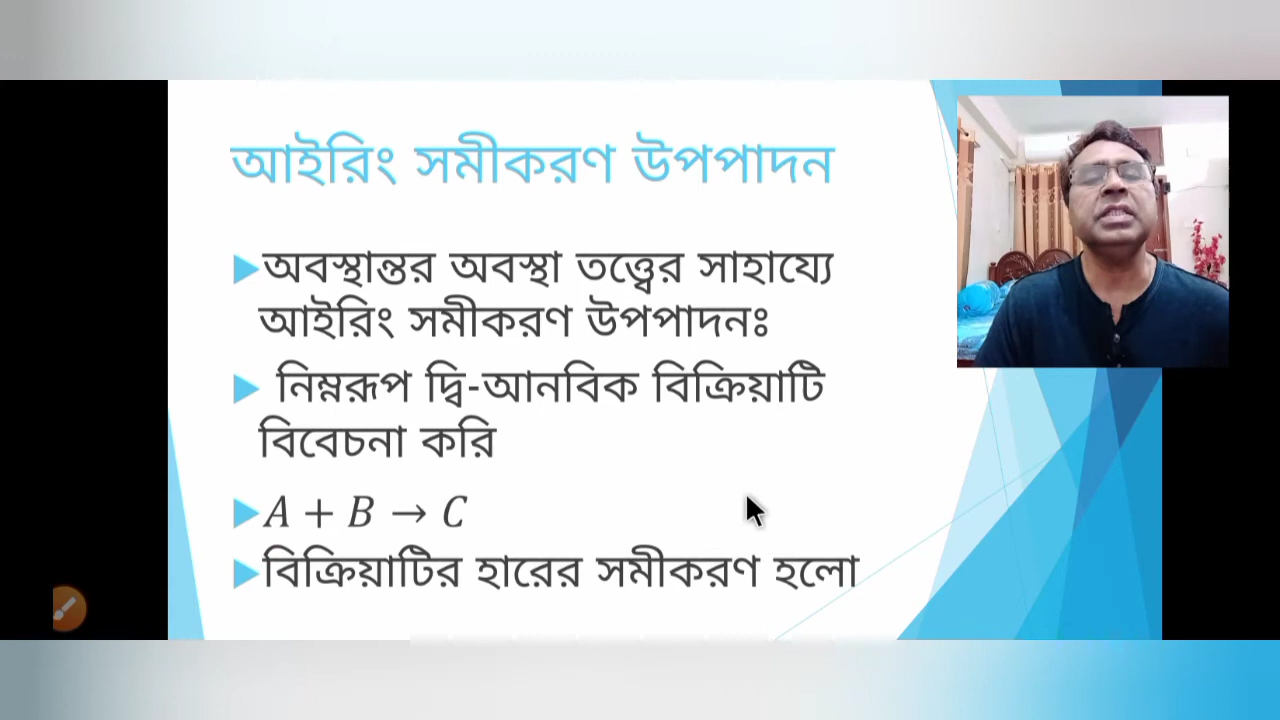 আইরিং সমীকরণ উপপাদন
অবস্থান্তর অবস্থা তত্ত্বের সাহায্যে
আইরিং সমীকরণ উপপাদনঃ
নিম্নরূপ দ্বি-আনবিক বিক্রিয়াটি
বিবেচনা করি
A + B → C
বিক্রিয়াটির হারের সমীকরণ হলো